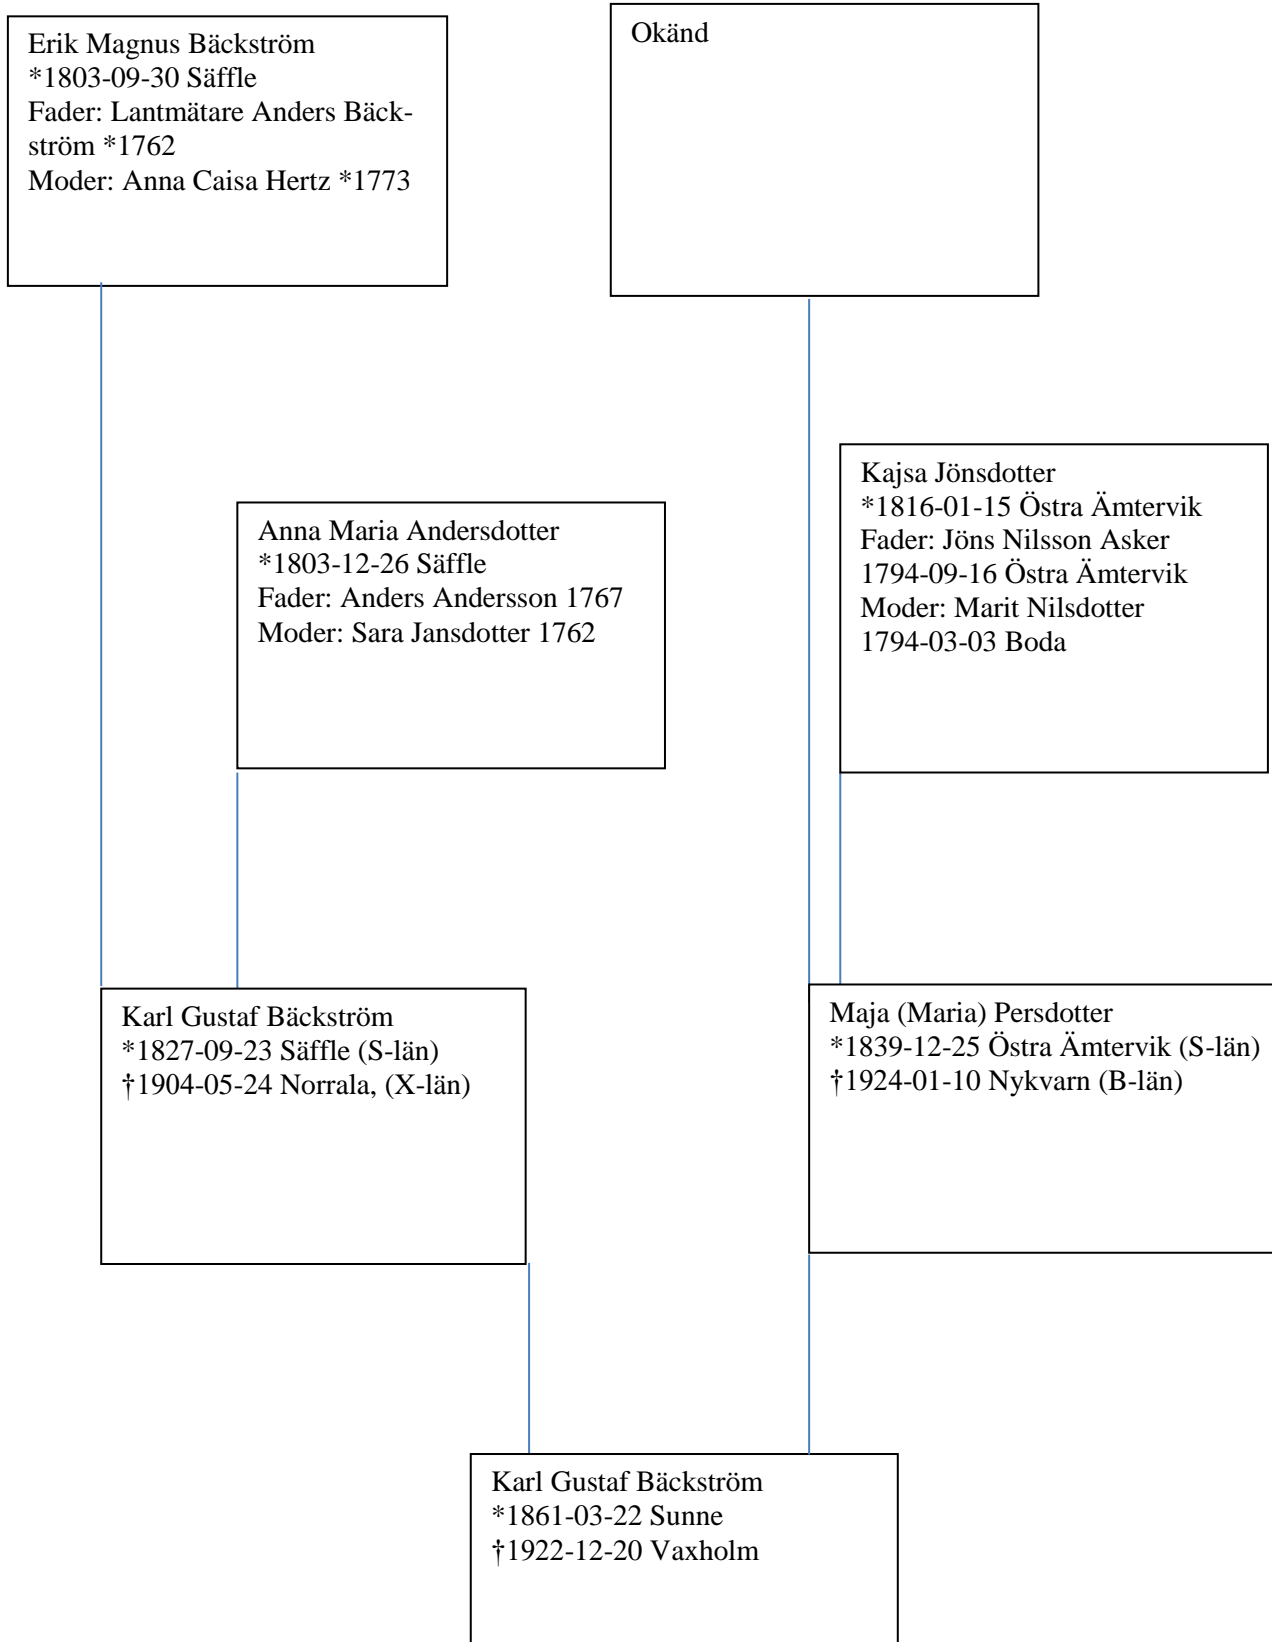 Erik Magnus Bäckström
*1803-09-30 Säffle
Fader: Lantmätare Anders Bäck-
ström *1762
Moder: Anna Caisa Hertz *1773
Okänd
Kajsa Jönsdotter
*1816-01-15 Östra Ämtervik
Fader: Jöns Nilsson Asker
1794-09-16 Östra Ämtervik
Moder: Marit Nilsdotter
1794-03-03 Boda
Anna Maria Andersdotter
*1803-12-26 Säffle
Fader: Anders Andersson 1767
Moder: Sara Jansdotter 1762
Karl Gustaf Bäckström
*1827-09-23 Säffle (S-län)
†1904-05-24 Norrala, (X-län)
Maja (Maria) Persdotter
*1839-12-25 Östra Ämtervik (S-län)
†1924-01-10 Nykvarn (B-län)
Karl Gustaf Bäckström
*1861-03-22 Sunne
†1922-12-20 Vaxholm